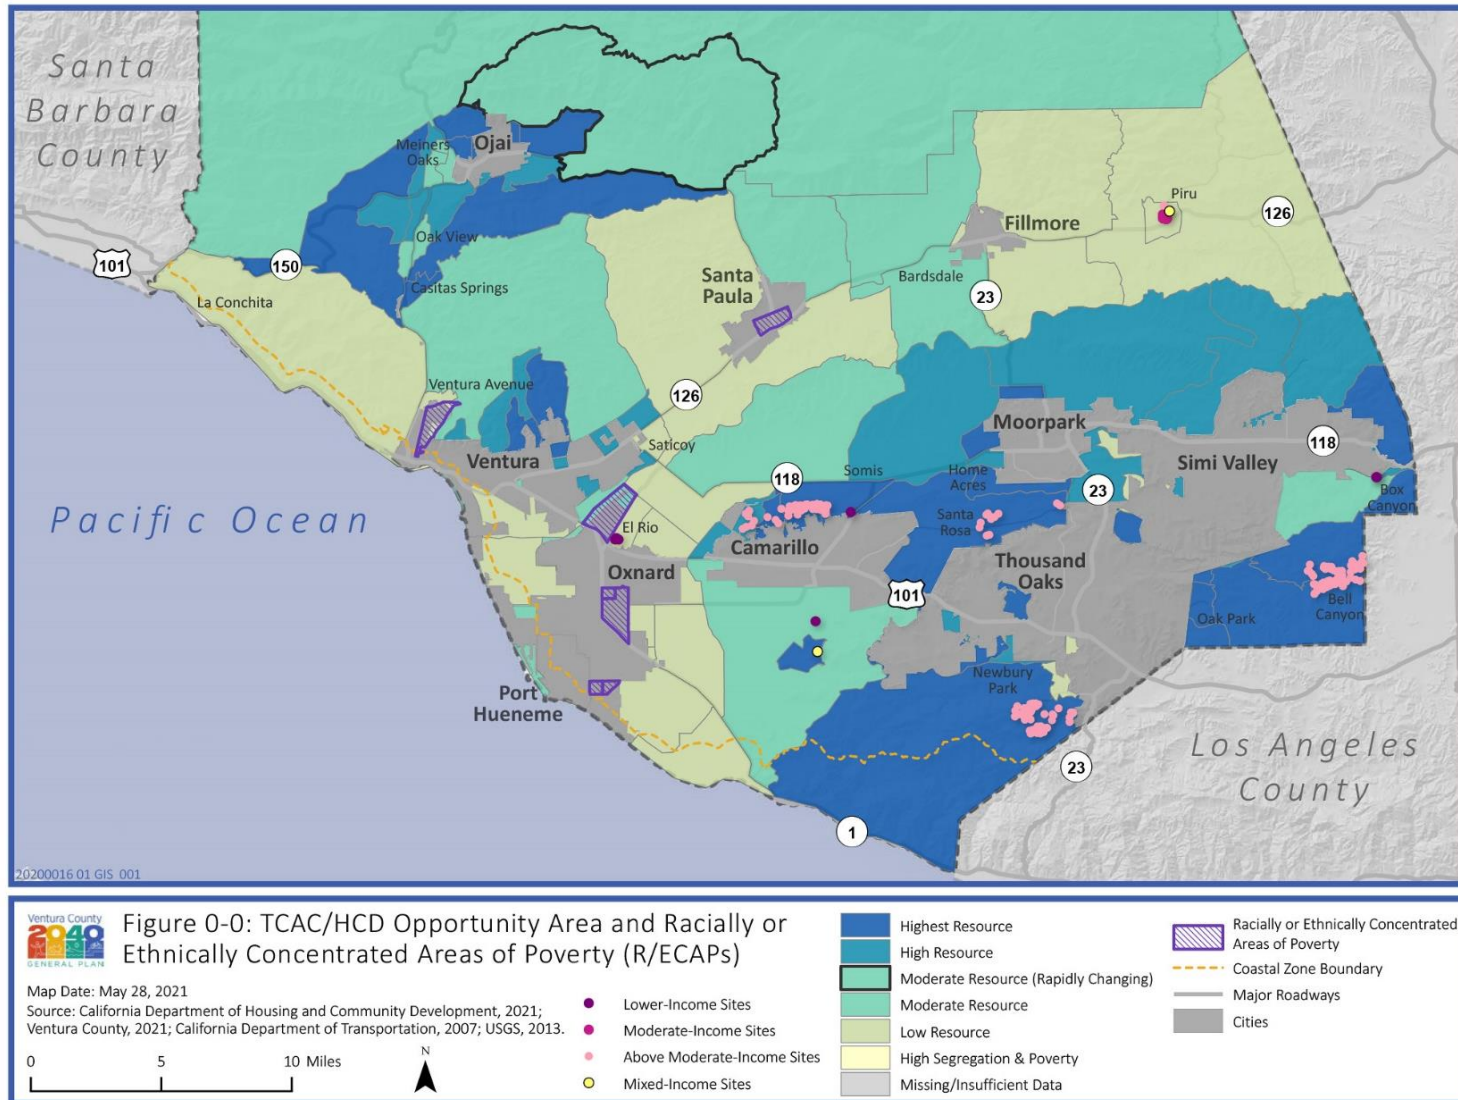 Santa
Barbara
County
Meiners
Oaks
Ojai
Piru
126
Fillmore
Oak View
101
150
Santa
Paula
Bardsdale
Casitas Springs
23
La Conchita
Ventura Avenue
126
Moorpark
118
Saticoy
Ventura
Simi Valley
Somis
Home
Acres
118
23
Box
Canyon
Pacific Ocean
El Rio
Santa
Rosa
Camarillo
Thousand
Oaks
Oxnard
101
Bell
Canyon
Oak Park
Newbury
Park
Port
Hueneme
Los Angeles
County
23
1
20200016 01 GIS 001
Ventura County
2040
GENERAL PLAN
Figure 0-0: TCAC/HCD Opportunity Area and Racially or
Ethnically Concentrated Areas of Poverty (R/ECAPs)
Map Date: May 28, 2021
Source: California Department of Housing and Community Development, 2021;
Ventura County, 2021; California Department of Transportation, 2007; USGS, 2013.
0 5 10 Miles
N
Lower-Income Sites
Moderate-Income Sites
Above Moderate-Income Sites
Mixed-Income Sites
Highest Resource
High Resource
Moderate Resource (Rapidly Changing)
Moderate Resource
Low Resource
High Segregation & Poverty
Missing/Insufficient Data
Racially or Ethnically Concentrated
Areas of Poverty
Coastal Zone Boundary
Major Roadways
Cities